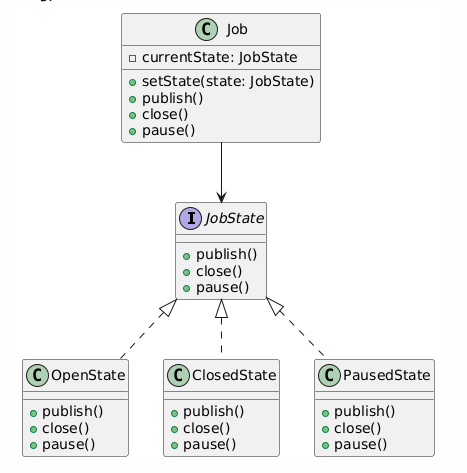 C Job
currentState: JobState
setState(state: JobState)
publish()
close()
pause()
I JobState
publish()
close()
pause()
C OpenState
publish()
close()
pause()
C ClosedState
publish()
close()
pause()
C PausedState
publish()
close()
pause()